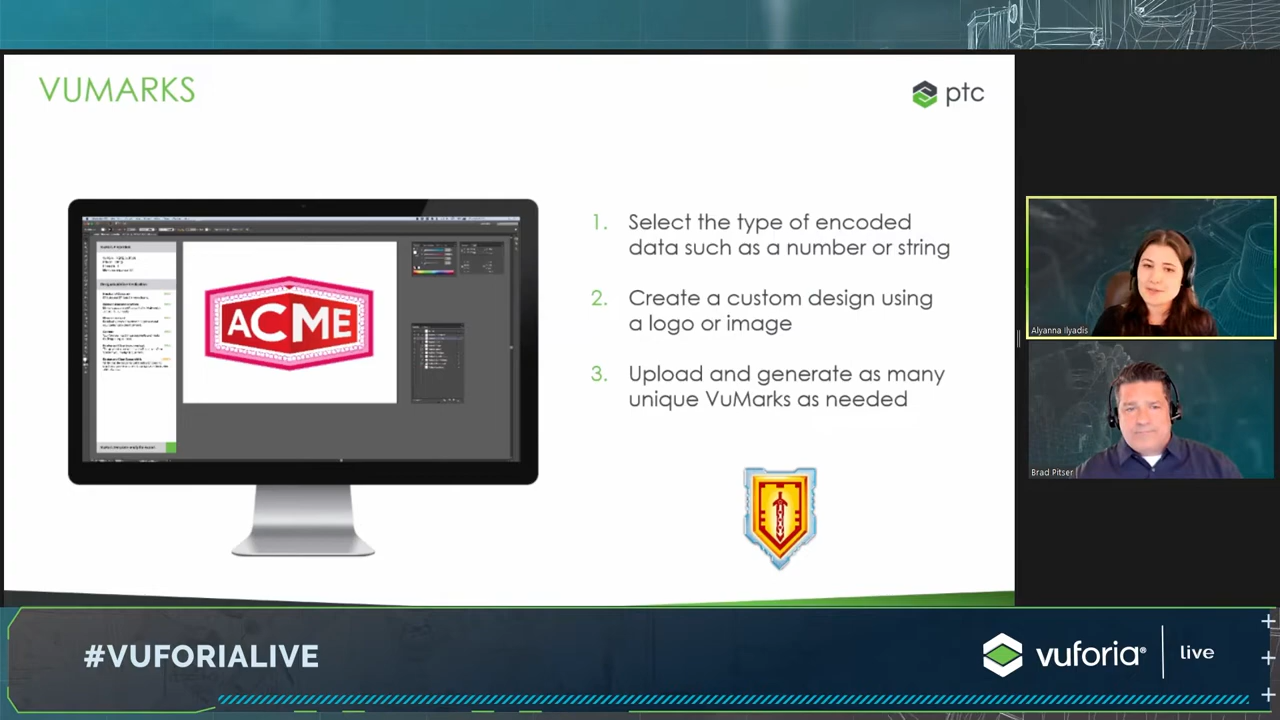 VUMARKS
ptc
ACME
1. Select the type of encoded
data such as a number or string
2. Create a custom design using
a logo or image
3. Upload and generate as many
unique VuMarks as needed
Alyanna Ilyadis
Brad Pitser
#VUFORIALIVE
vuforia® | live